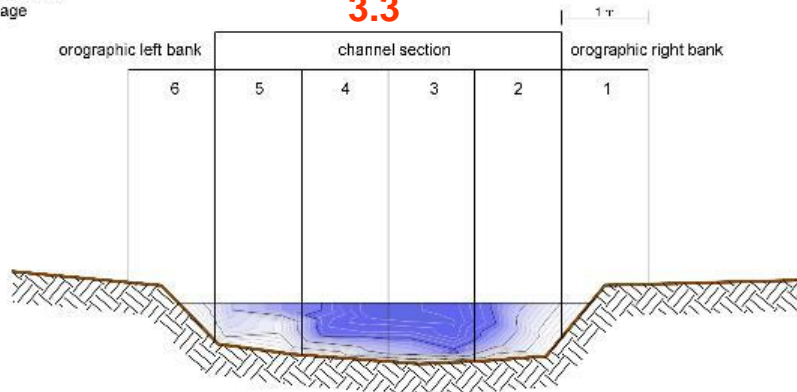 age
3.3
1 m
orographic left bank channel section orographic right bank
6 5 4 3 2 1